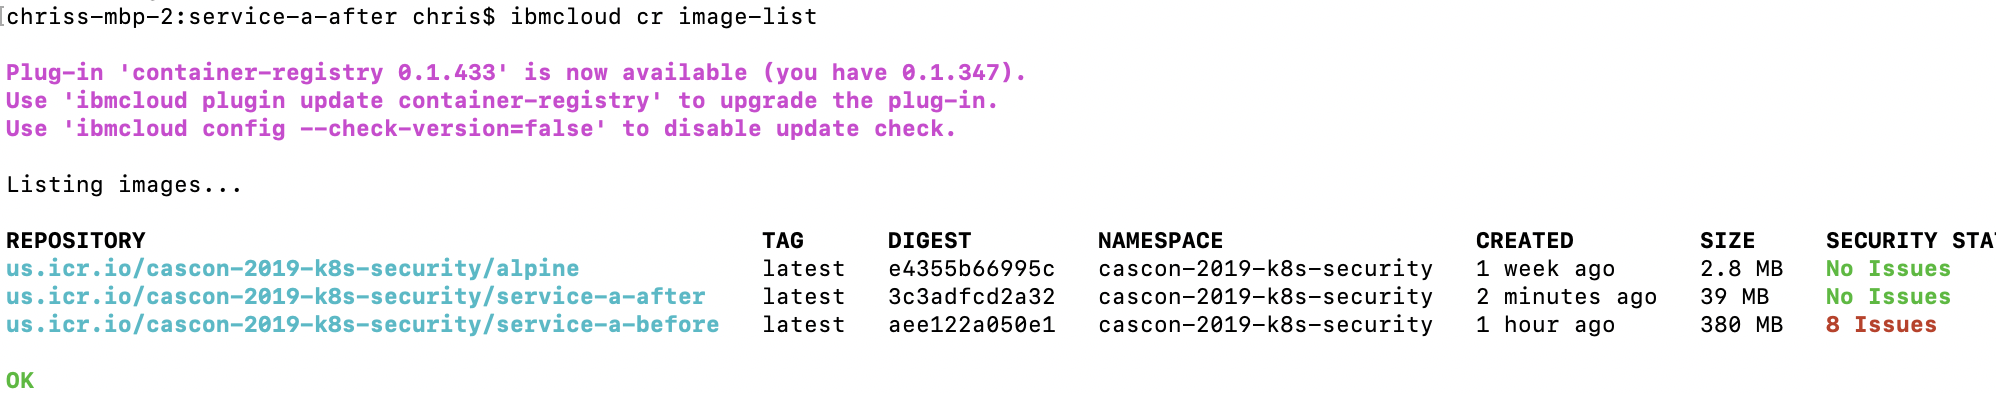 [chriss-mbp-2:service-a-after chris$ ibmcloud cr image-list
Plug-in 'container-registry 0.1.433' is now available (you have 0.1.347).
Use 'ibmcloud plugin update container-registry' to upgrade the plug-in.
Use 'ibmcloud config --check-version=false' to disable update check.
Listing images...
REPOSITORY TAG DIGEST NAMESPACE CREATED SIZE SECURITY STAT
us.icr.io/cascon-2019-k8s-security/alpine latest e4355b66995c cascon-2019-k8s-security 1 week ago 2.8 MB No Issues
us.icr.io/cascon-2019-k8s-security/service-a-after latest 3c3adfcd2a32 cascon-2019-k8s-security 2 minutes ago 39 MB No Issues
us.icr.io/cascon-2019-k8s-security/service-a-before latest aee122a050e1 cascon-2019-k8s-security 1 hour ago 380 MB 8 Issues
OK